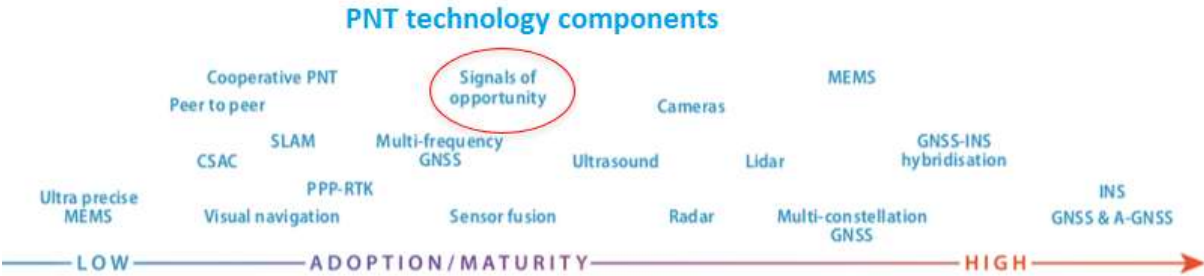 PNT technology components
Cooperative PNT
Signals of
opportunity
MEMS
Peer to peer
Cameras
SLAM
Multi-frequency
GNSS
GNSS-INS
hybridisation
CSAC
Ultrasound
Lidar
Ultra precise
MEMS
PPP-RTK
INS
Visual navigation
Sensor fusion
Radar
Multi-constellation
GNSS
GNSS & A-GNSS
LOW
ADOPTION/MATURITY
HIGH